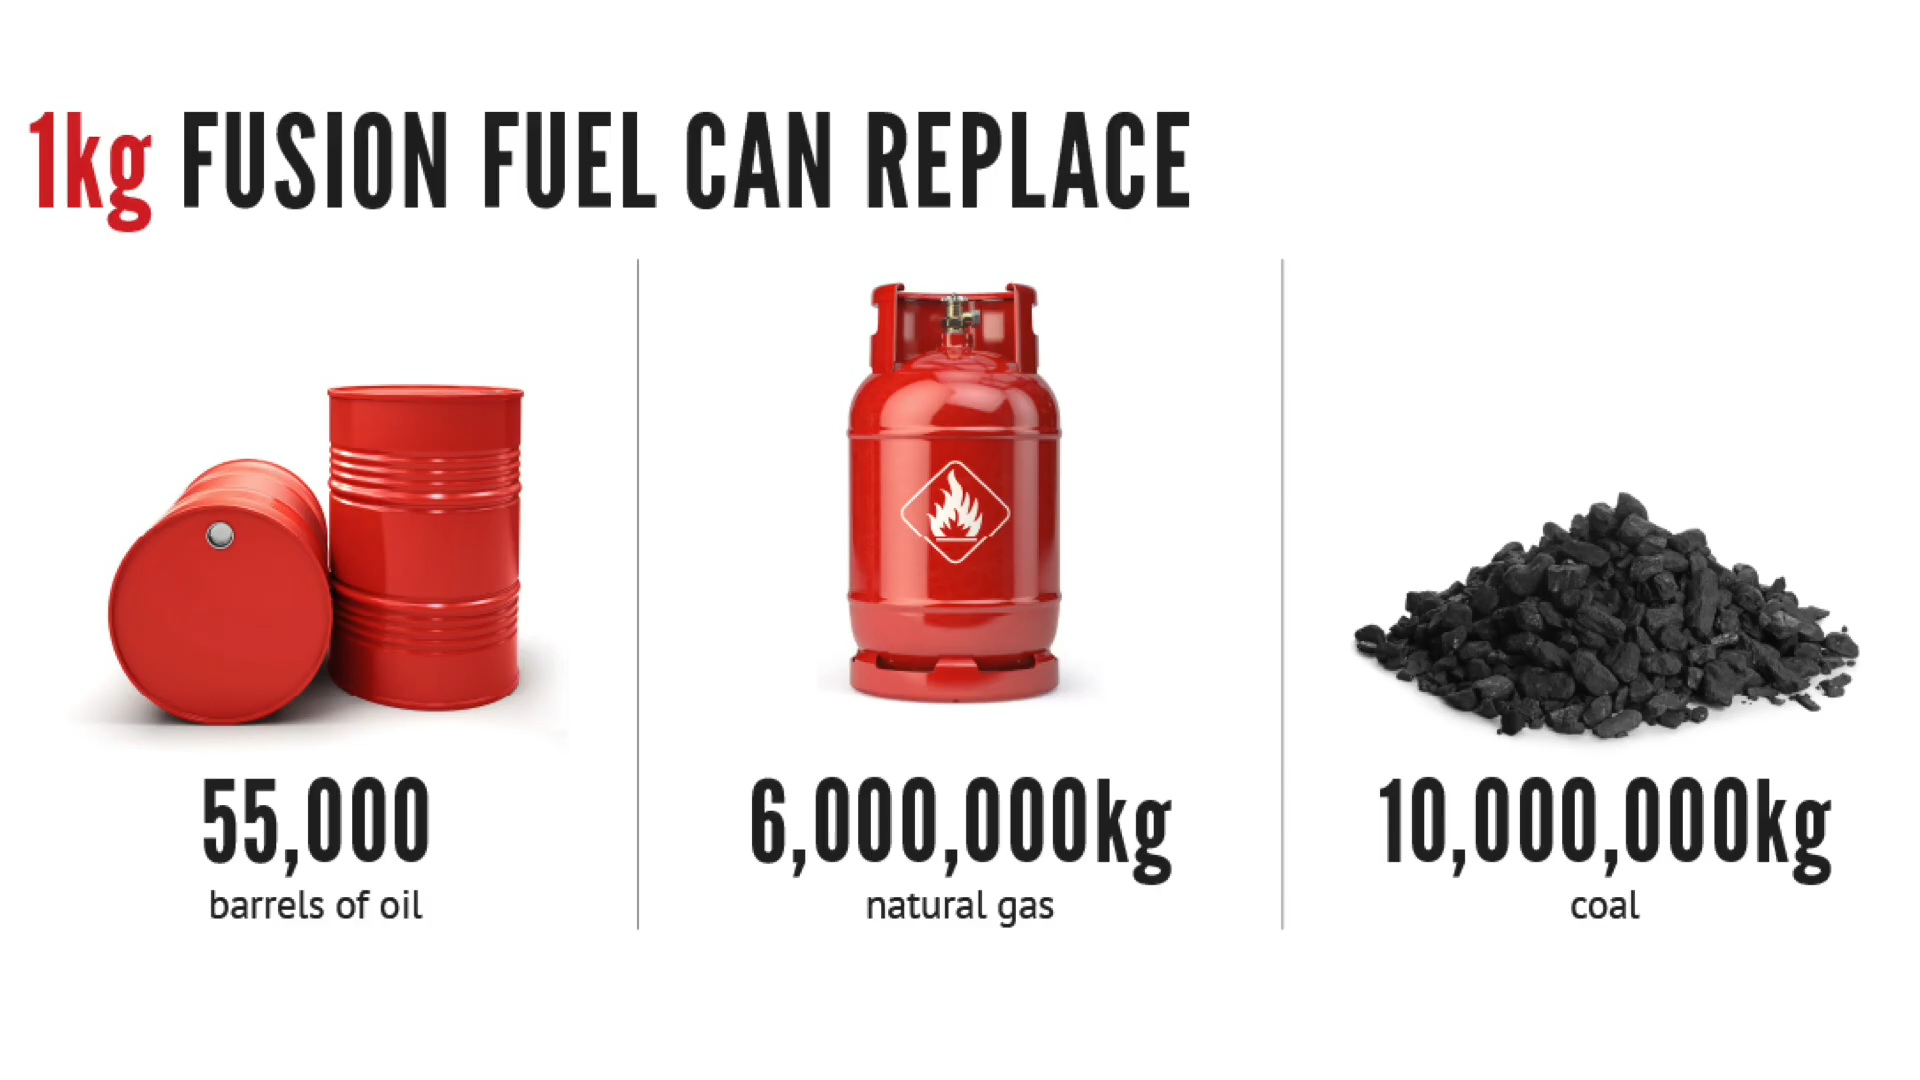 1kg FUSION FUEL CAN REPLACE
55,000
barrels of oil
6,000,000kg
natural gas
10,000,000kg
coal